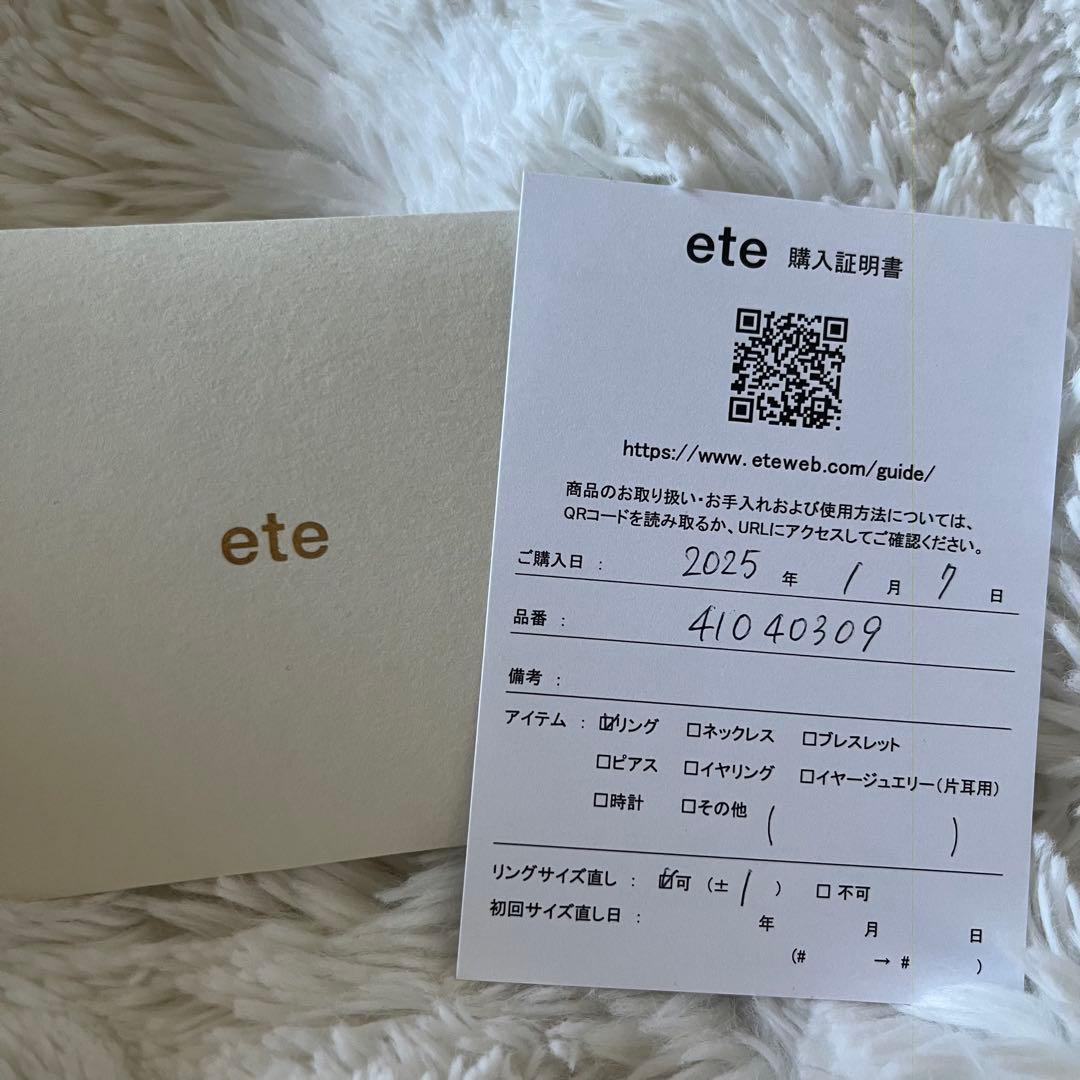 ete
ete 購入証明書
https://www.eteweb.com/guide/
商品のお取り扱い・お手入れおよび使用方法については、
QRコードを読み取るか、URLにアクセスしてご確認ください。
ご購入日 : 2025 年 1 月 7 日
品番 : 41040309
備考 :
アイテム : ☑リング □ネックレス □ブレスレット
□ピアス □イヤリング □イヤージュエリー(片耳用)
□時計 □その他 ( )
リングサイズ直し : ☑可 (± 1 ) □不可
初回サイズ直し日 : 年 月 日
(# → # )